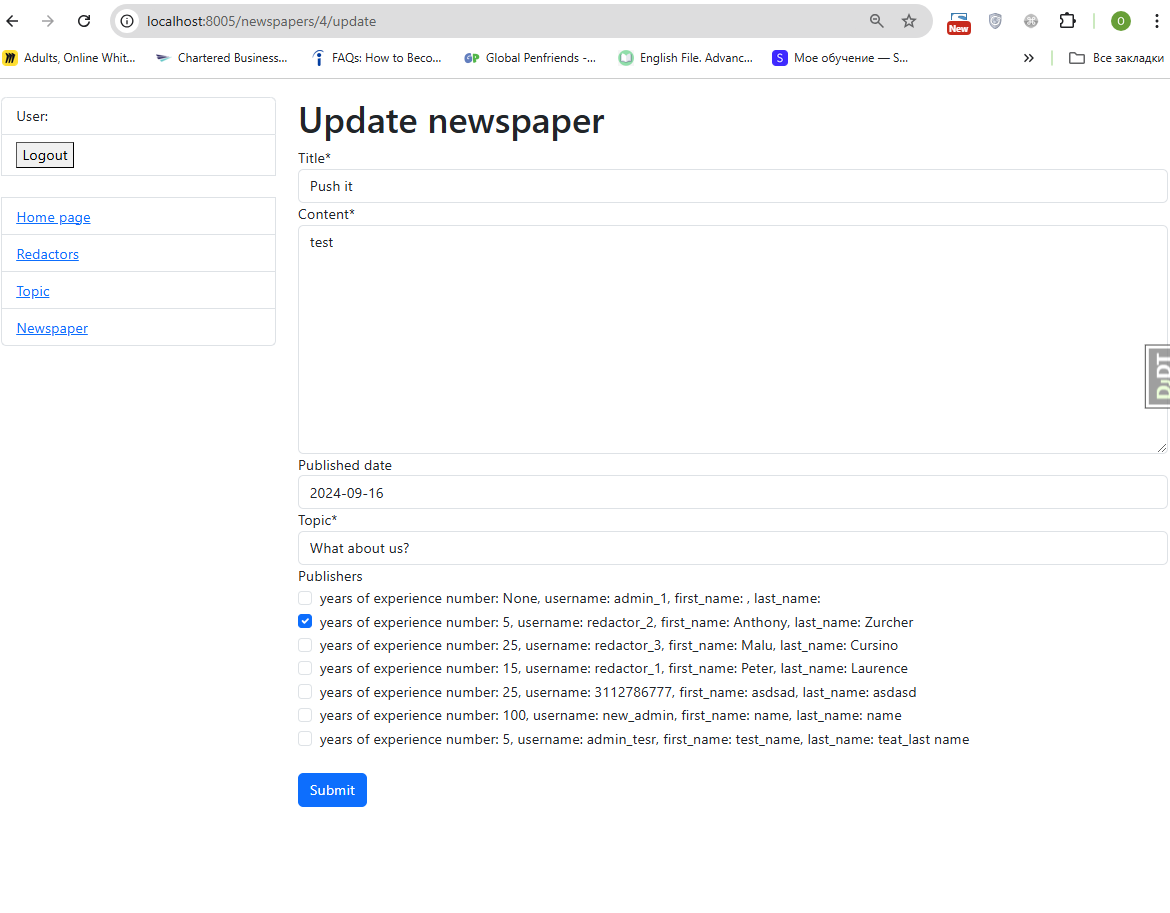 localhost:8005/newspapers/4/update
New
O
Adults, Online Whit...
Chartered Business...
FAQs: How to Beco...
GP
Global Penfriends -...
English File. Advanc...
S
Мое обучение — S...
»
Все закладки
User:
Logout
Home page
Redactors
Topic
Newspaper
Update newspaper
Title*
Push it
Content*
test
DJDT
Published date
2024-09-16
Topic*
What about us?
Publishers
years of experience number: None, username: admin_1, first_name: , last_name:
years of experience number: 5, username: redactor_2, first_name: Anthony, last_name: Zurcher
years of experience number: 25, username: redactor_3, first_name: Malu, last_name: Cursino
years of experience number: 15, username: redactor_1, first_name: Peter, last_name: Laurence
years of experience number: 25, username: 3112786777, first_name: asdsad, last_name: asdasd
years of experience number: 100, username: new_admin, first_name: name, last_name: name
years of experience number: 5, username: admin_tesr, first_name: test_name, last_name: teat_last name
Submit